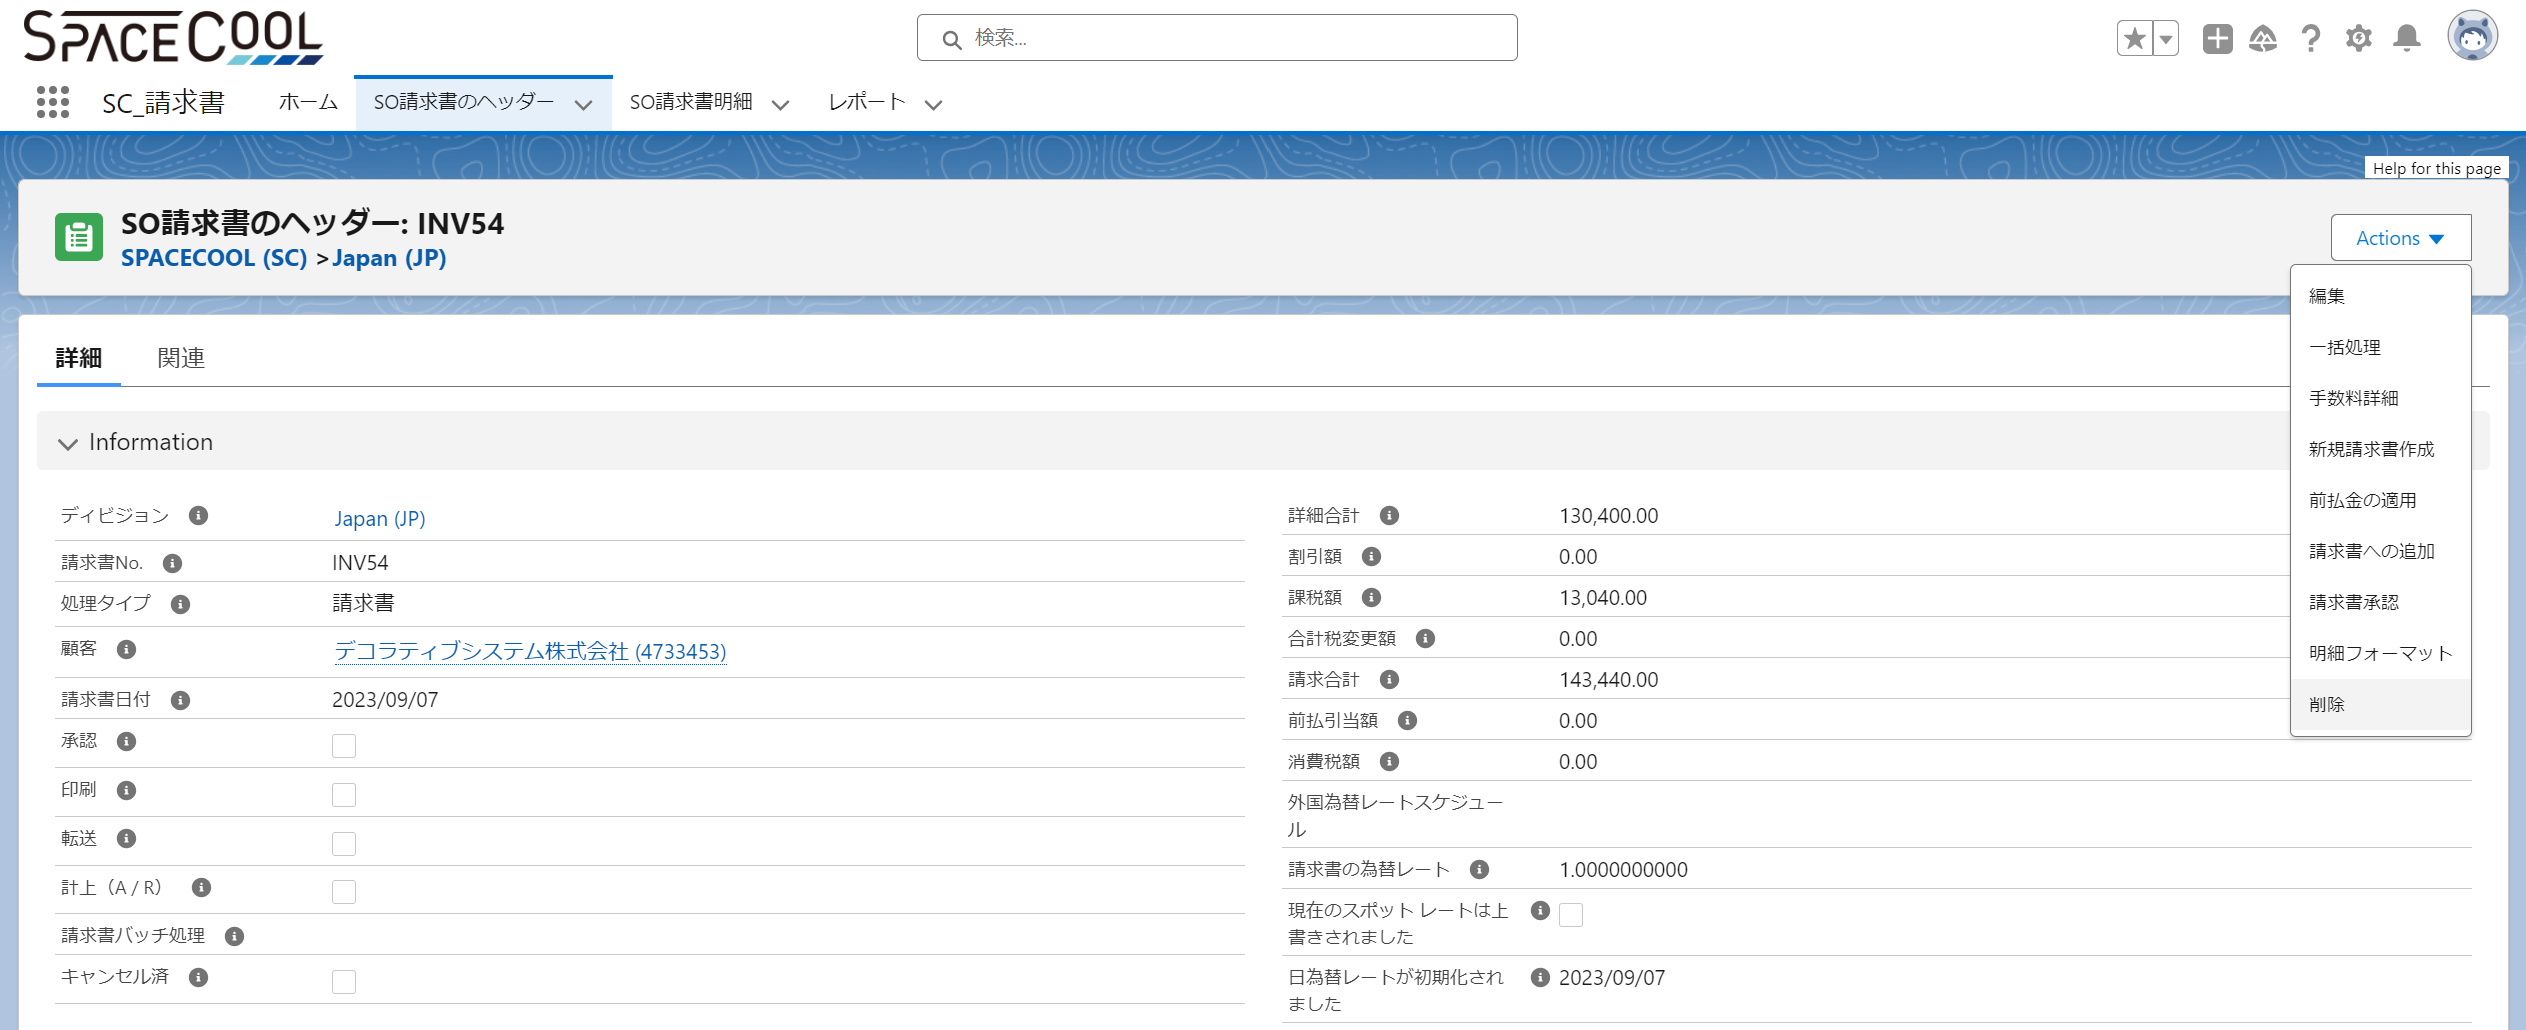 SPACECOOL
検索...
SC_請求書
ホーム
SO請求書のヘッダー
SO請求書明細
レポート
Help for this page
SO請求書のヘッダー: INV54
SPACECOOL (SC) >Japan (JP)
Actions
編集
一括処理
手数料詳細
新規請求書作成
前払金の適用
請求書への追加
請求書承認
明細フォーマット
削除
詳細
関連
Information
ディビジョン Japan (JP)
請求書No. INV54
処理タイプ 請求書
顧客 デコラティブシステム株式会社 (4733453)
請求書日付 2023/09/07
承認
印刷
転送
計上（A / R）
請求書バッチ処理
キャンセル済
詳細合計 130,400.00
割引額 0.00
課税額 13,040.00
合計税変更額 0.00
請求合計 143,440.00
前払引当額 0.00
消費税額 0.00
外国為替レートスケジュー
ル
請求書の為替レート 1.0000000000
現在のスポット レートは上
書きされました
日為替レートが初期化され 2023/09/07
ました